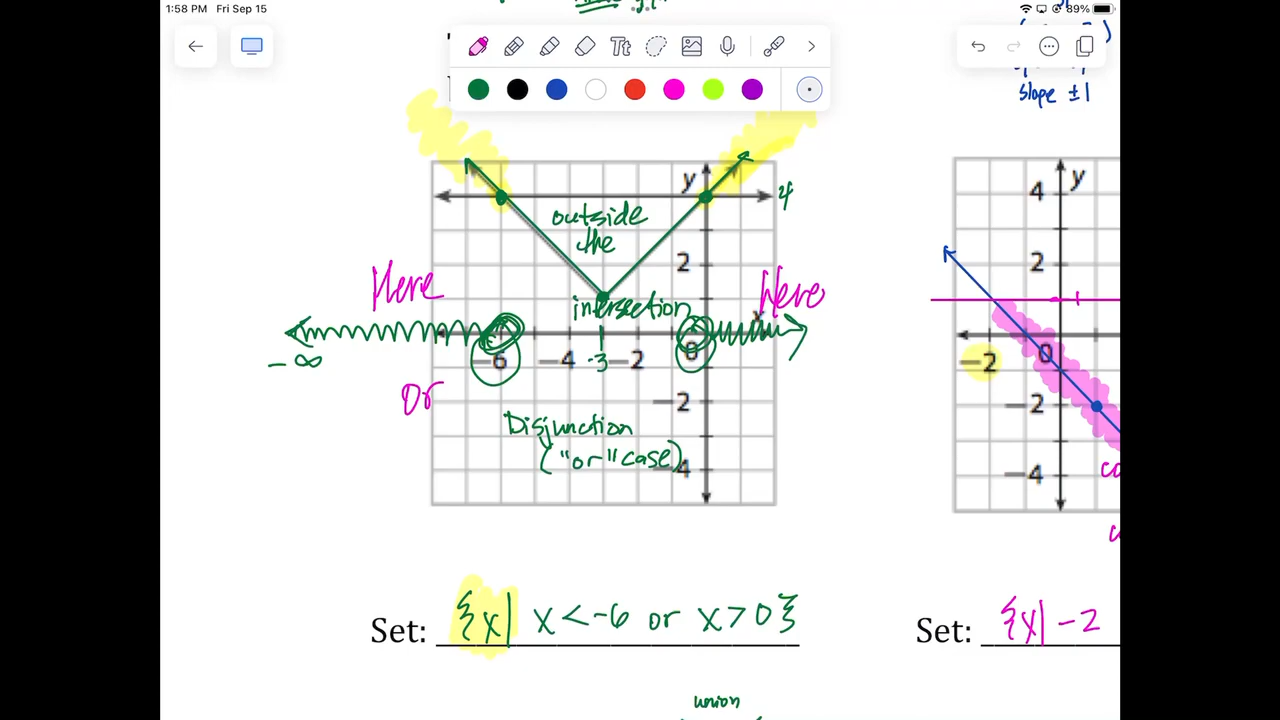 1:58 PM Fri Sep 15
89%
Tt
slope ±1
y
4
outside
the
2
Here
Here
intersection
x
-∞
-6
-4
-3
-2
0
or
-2
Disjunction
("or" case)
-4
Set: {x| x<-6 or x>0}
union
4
y
2
1
-2
0
-2
-4
Set: {x| -2